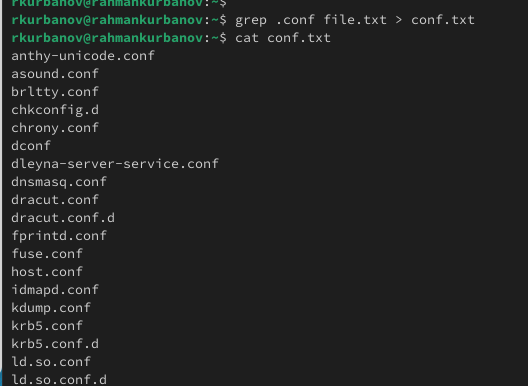 rkurbanov@rahmankurbanov:~$
rkurbanov@rahmankurbanov:~$ grep .conf file.txt > conf.txt
rkurbanov@rahmankurbanov:~$ cat conf.txt
anthy-unicode.conf
asound.conf
brltty.conf
chkconfig.d
chrony.conf
dconf
dleyna-server-service.conf
dnsmasq.conf
dracut.conf
dracut.conf.d
fprintd.conf
fuse.conf
host.conf
idmapd.conf
kdump.conf
krb5.conf
krb5.conf.d
ld.so.conf
ld.so.conf.d